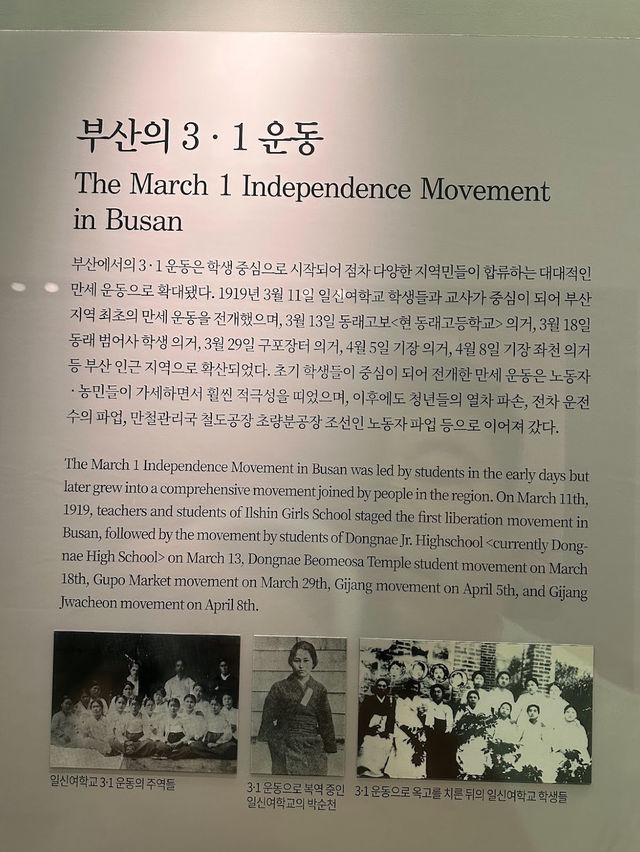 부산의 3 · 1 운동
The March 1 Independence Movement
in Busan
부산에서의 3 · 1 운동은 학생 중심으로 시작되어 점차 다양한 지역민들이 합류하는 대대적인
만세 운동으로 확대됐다. 1919년 3월 11일 일신여학교 학생들과 교사가 중심이 되어 부산
지역 최초의 만세 운동을 전개했으며, 3월 13일 동래고보<현 동래고등학교> 의거, 3월 18일
동래 범어사 학생 의거, 3월 29일 구포장터 의거, 4월 5일 기장 의거, 4월 8일 기장 좌천 의거
등 부산 인근 지역으로 확산되었다. 초기 학생들이 중심이 되어 전개한 만세 운동은 노동자
· 농민들이 가세하면서 훨씬 적극성을 띠었으며, 이후에도 청년들의 열차 파손, 전차 운전
수의 파업, 만철관리국 철도공장 초량분공장 조선인 노동자 파업 등으로 이어져 갔다.
The March 1 Independence Movement in Busan was led by students in the early days but
later grew into a comprehensive movement joined by people in the region. On March 11th,
1919, teachers and students of Ilshin Girls School staged the first liberation movement in
Busan, followed by the movement by students of Dongnae Jr. Highschool <currently Dong-
nae High School> on March 13, Dongnae Beomeosa Temple student movement on March
18th, Gupo Market movement on March 29th, Gijang movement on April 5th, and Gijang
Jwacheon movement on April 8th.
일신여학교 3·1 운동의 주역들
3·1 운동으로 복역 중인
일신여학교의 박순천
3·1 운동으로 옥고를 치른 뒤의 일신여학교 학생들